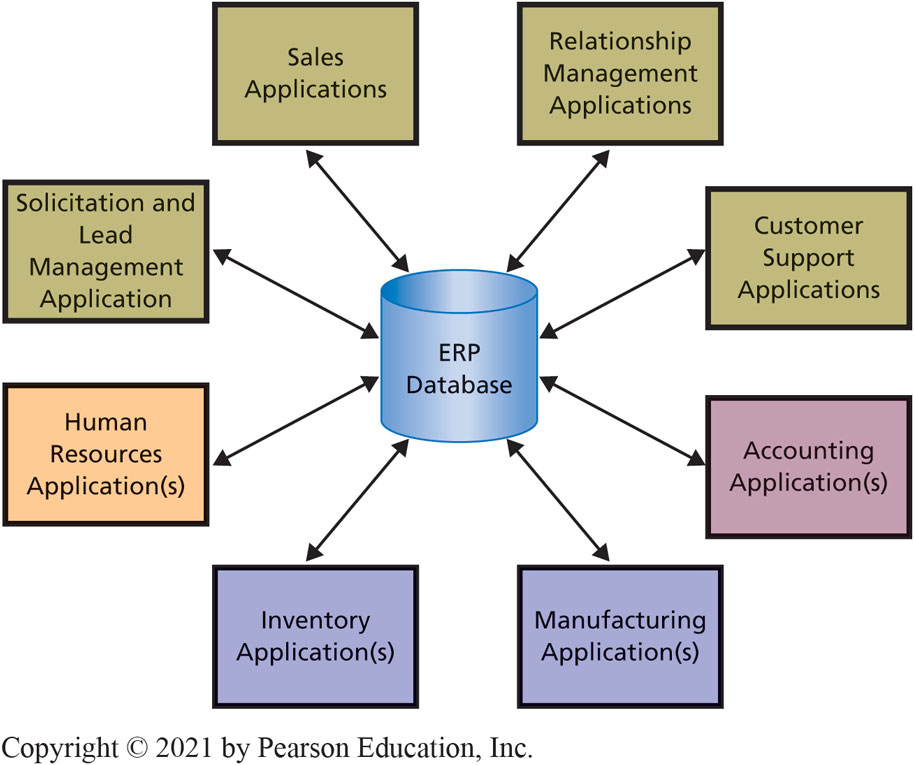 Sales
Applications
Relationship
Management
Applications
Solicitation and
Lead
Management
Application
Customer
Support
Applications
ERP
Database
Human
Resources
Application(s)
Accounting
Application(s)
Inventory
Application(s)
Manufacturing
Application(s)
Copyright © 2021 by Pearson Education, Inc.